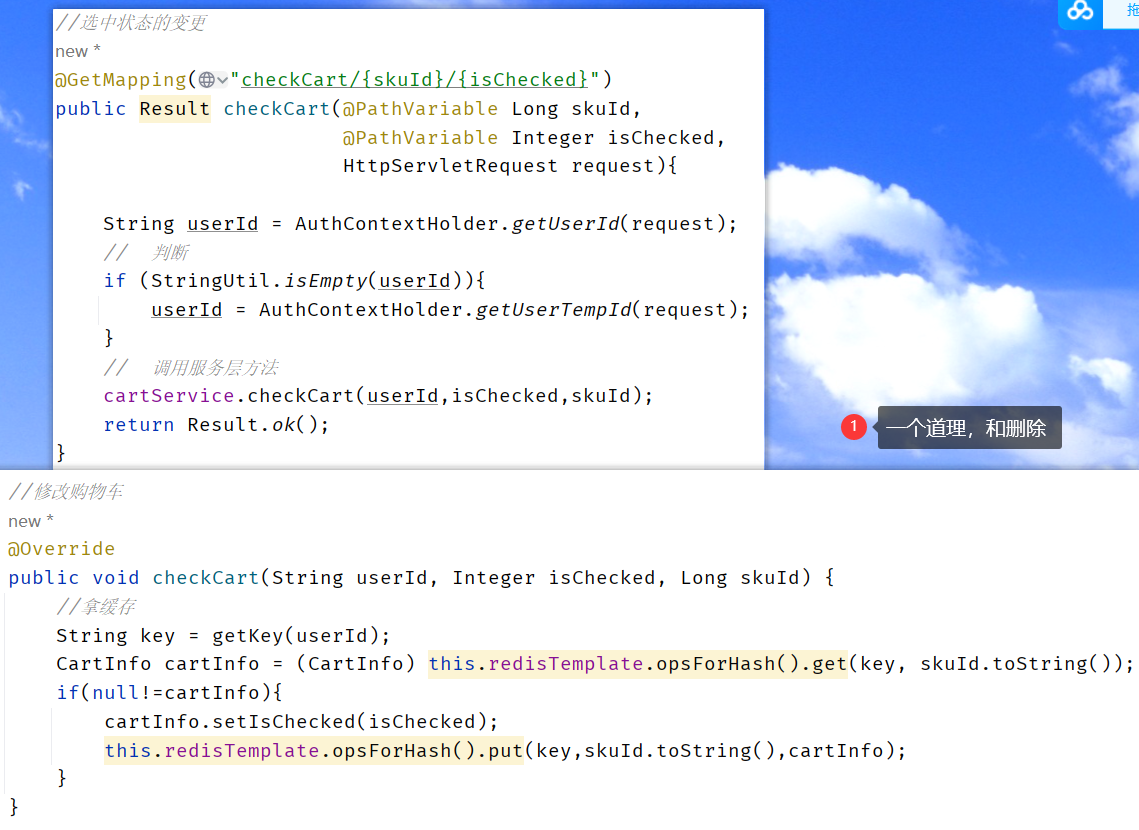 //选中状态的变更
new *
@GetMapping("checkCart/{skuId}/{isChecked}")
public Result checkCart(@PathVariable Long skuId,
@PathVariable Integer isChecked,
HttpServletRequest request){
String userId = AuthContextHolder.getUserId(request);
// 判断
if (StringUtil.isEmpty(userId)){
userId = AuthContextHolder.getUserTempId(request);
}
// 调用服务层方法
cartService.checkCart(userId,isChecked,skuId);
return Result.ok();
}
拖
1 一个道理，和删除
//修改购物车
new *
@Override
public void checkCart(String userId, Integer isChecked, Long skuId) {
//拿缓存
String key = getKey(userId);
CartInfo cartInfo = (CartInfo) this.redisTemplate.opsForHash().get(key, skuId.toString());
if(null!=cartInfo){
cartInfo.setIsChecked(isChecked);
this.redisTemplate.opsForHash().put(key,skuId.toString(),cartInfo);
}
}